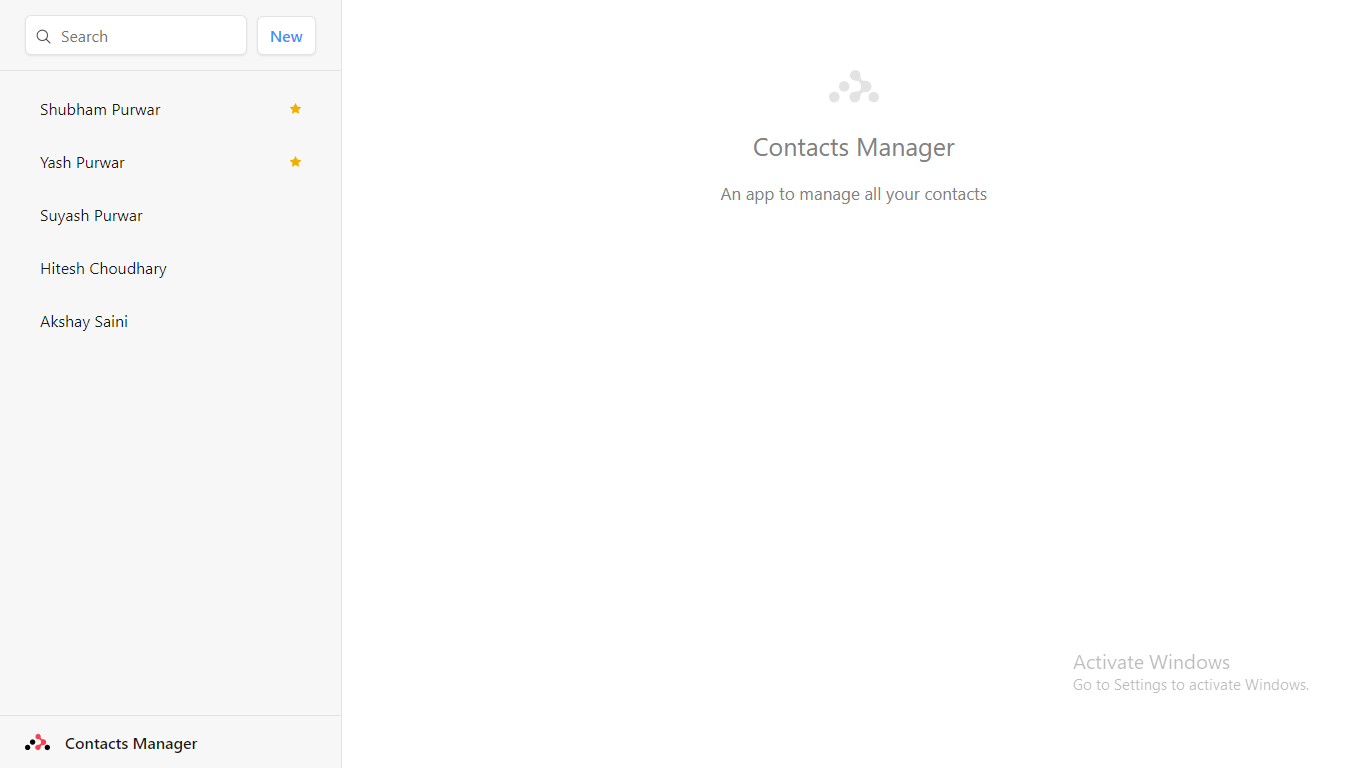 Search
New
Shubham Purwar
Yash Purwar
Suyash Purwar
Hitesh Choudhary
Akshay Saini
Contacts Manager
Contacts Manager
An app to manage all your contacts
Activate Windows
Go to Settings to activate Windows.